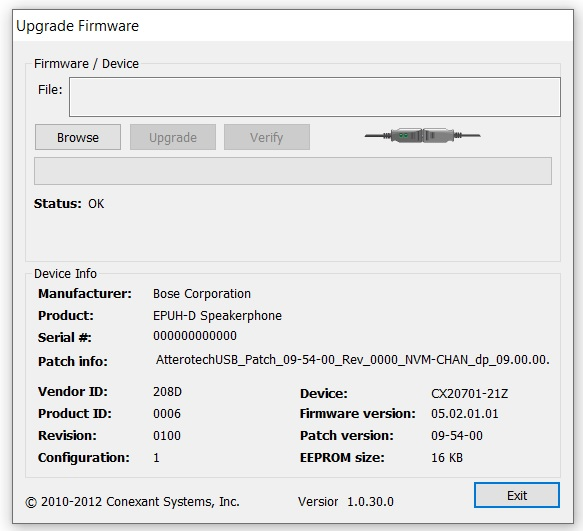 Upgrade Firmware
Firmware / Device
File:
Browse Upgrade Verify
Status: OK
Device Info
Manufacturer: Bose Corporation
Product: EPUH-D Speakerphone
Serial #: 000000000000
Patch info: AtterotechUSB_Patch_09-54-00_Rev_0000_NVM-CHAN_dp_09.00.00.
Vendor ID: 208D Device: CX20701-21Z
Product ID: 0006 Firmware version: 05.02.01.01
Revision: 0100 Patch version: 09-54-00
Configuration: 1 EEPROM size: 16 KB
© 2010-2012 Conexant Systems, Inc. Version 1.0.30.0 Exit